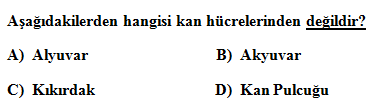 Aşağıdakilerden hangisi kan hücrelerinden değildir?
A) Alyuvar B) Akyuvar
C) Kıkırdak D) Kan Pulcuğu